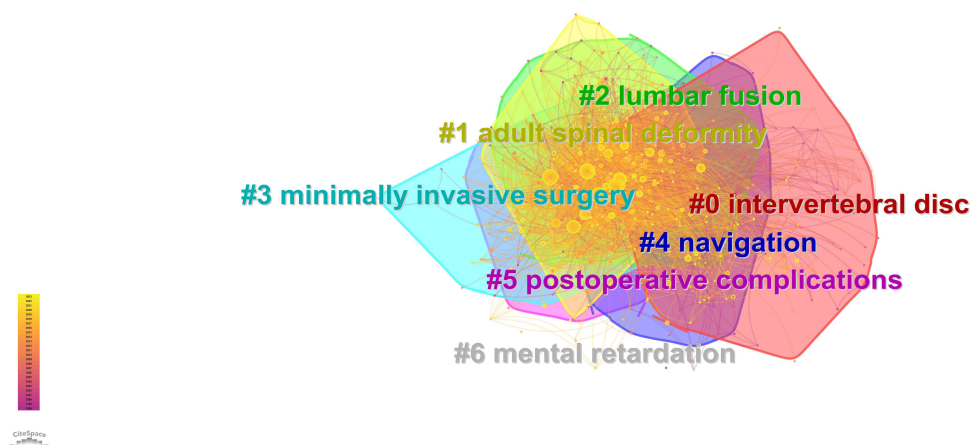 #2 lumbar fusion
#1 adult spinal deformity
#3 minimally invasive surgery
#0 intervertebral disc
#4 navigation
#5 postoperative complications
#6 mental retardation
CiteSpace